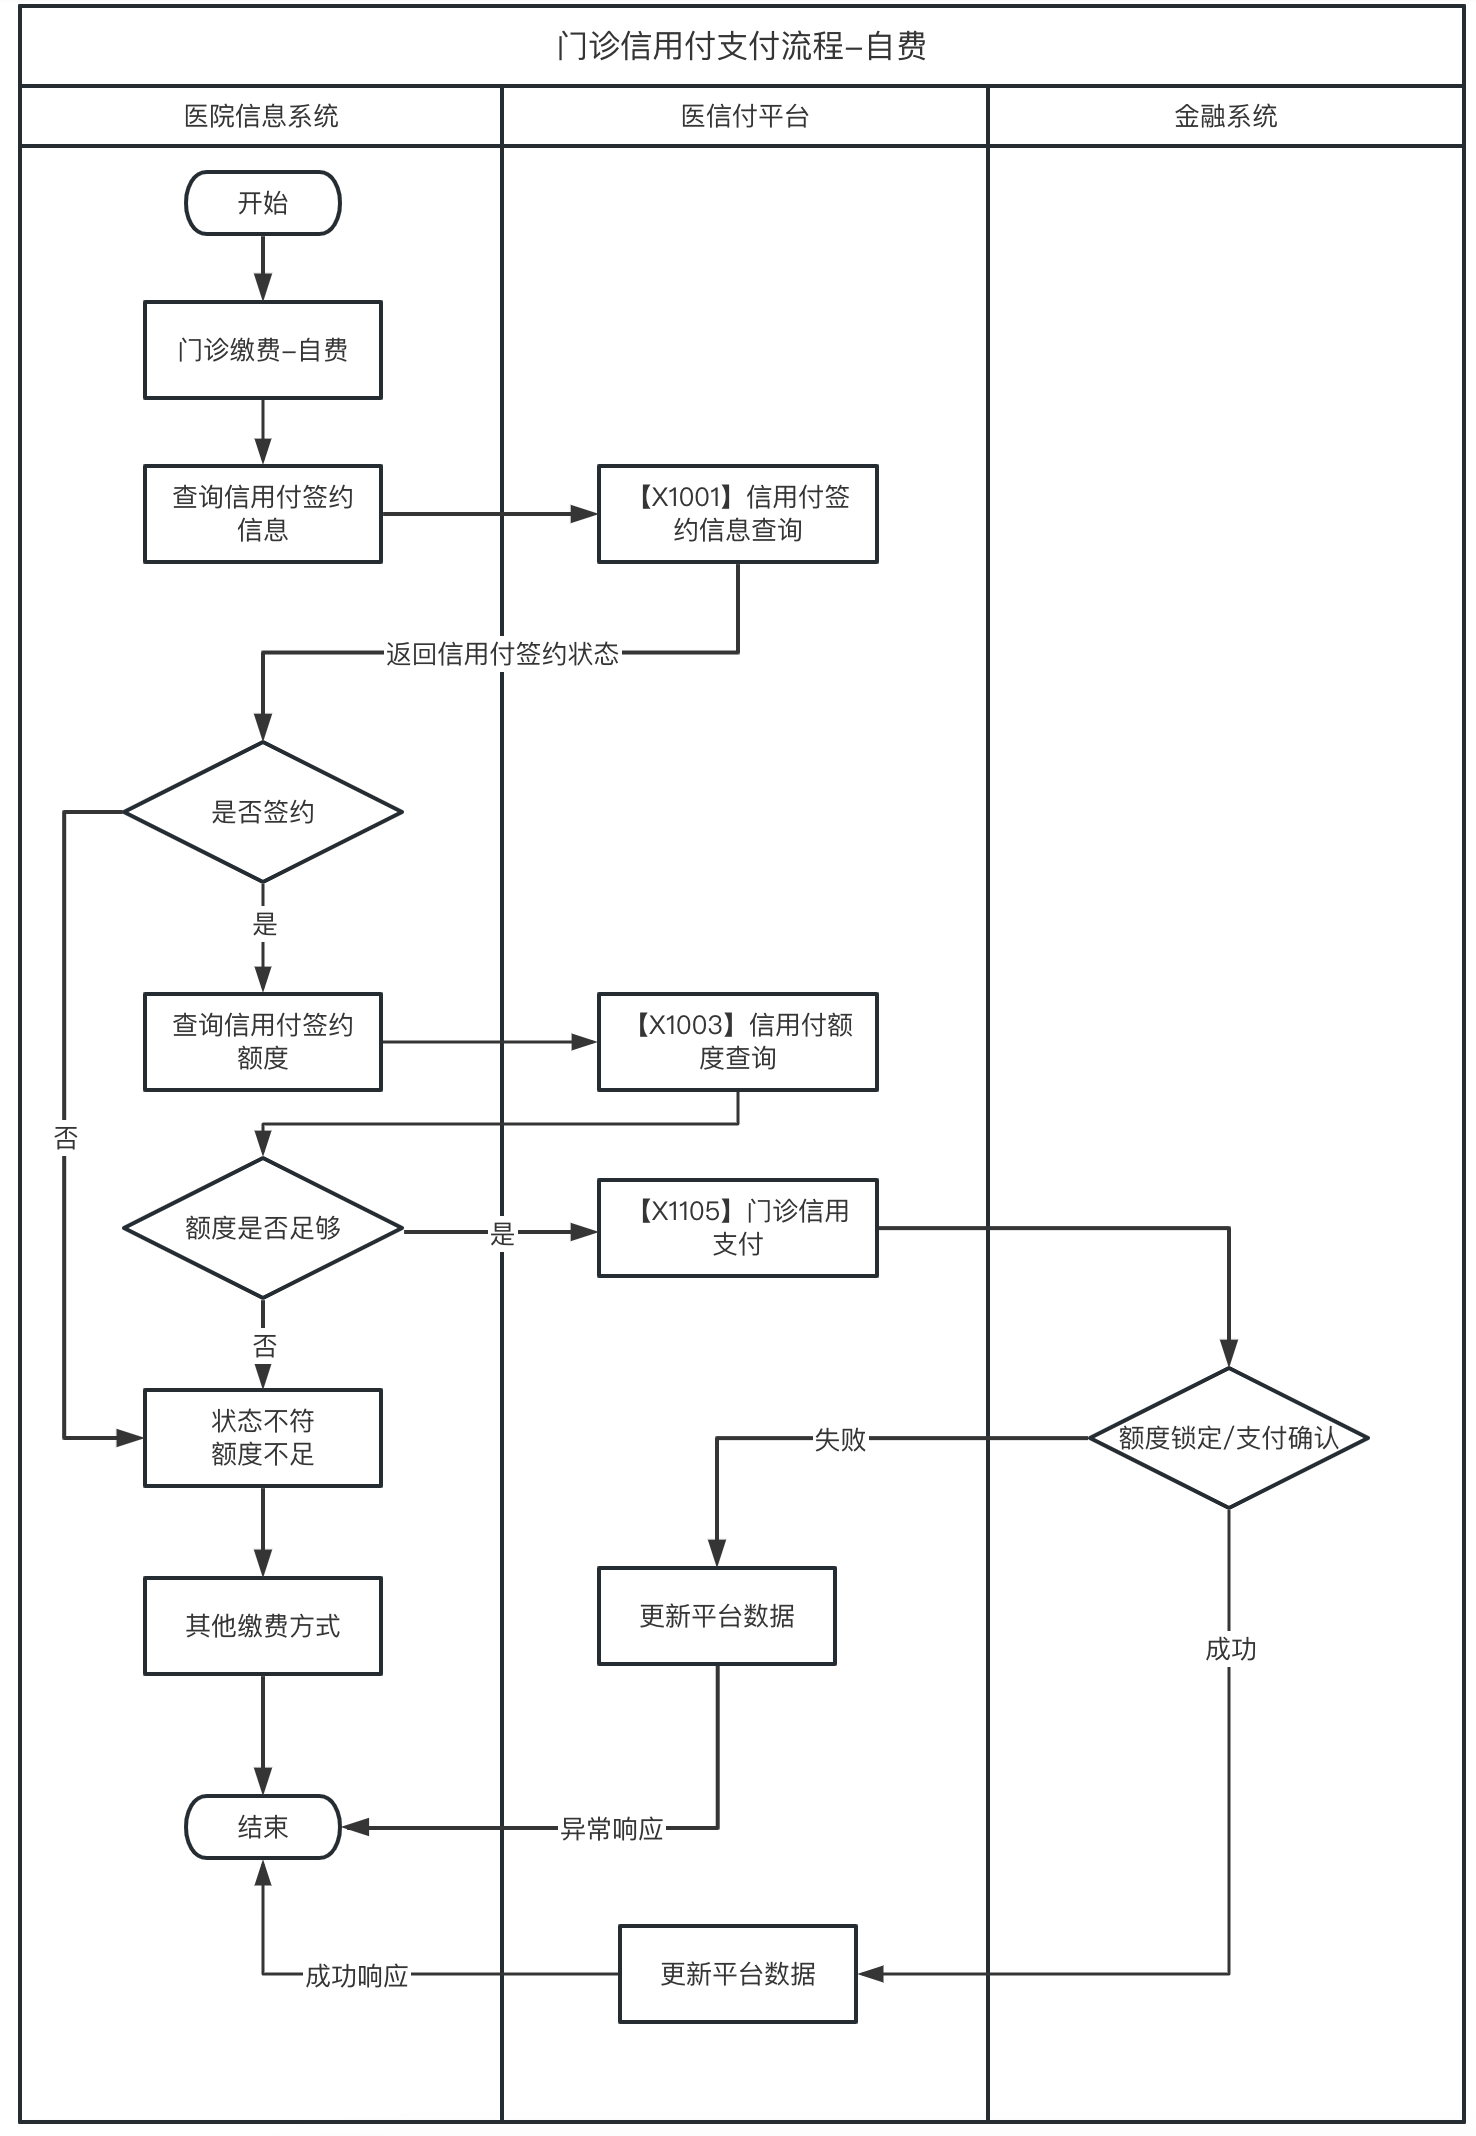 门诊信用付支付流程-自费
医院信息系统
医信付平台
金融系统
开始
门诊缴费-自费
查询信用付签约
信息
【X1001】信用付签
约信息查询
返回信用付签约状态
是否签约
是
查询信用付签约
额度
【X1003】信用付额
度查询
否
额度是否足够
是
【X1105】门诊信用
支付
否
状态不符
额度不足
失败
额度锁定/支付确认
其他缴费方式
更新平台数据
成功
结束
异常响应
成功响应
更新平台数据